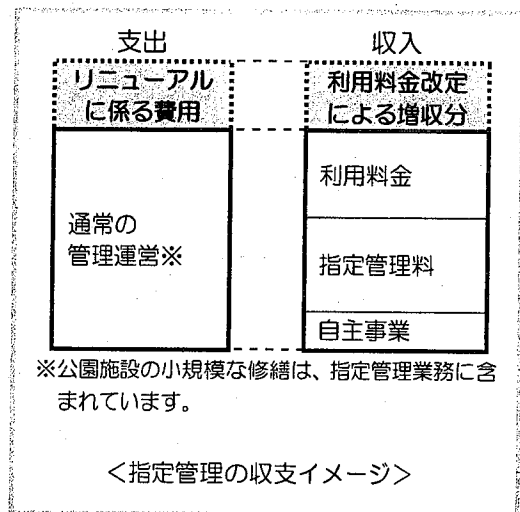 支出
収入
リニューアル
に係る費用
利用料金改定
による増収分
通常の
管理運営※
利用料金
指定管理料
自主事業
※公園施設の小規模な修繕は、指定管理業務に含
まれています。
<指定管理の収支イメージ>